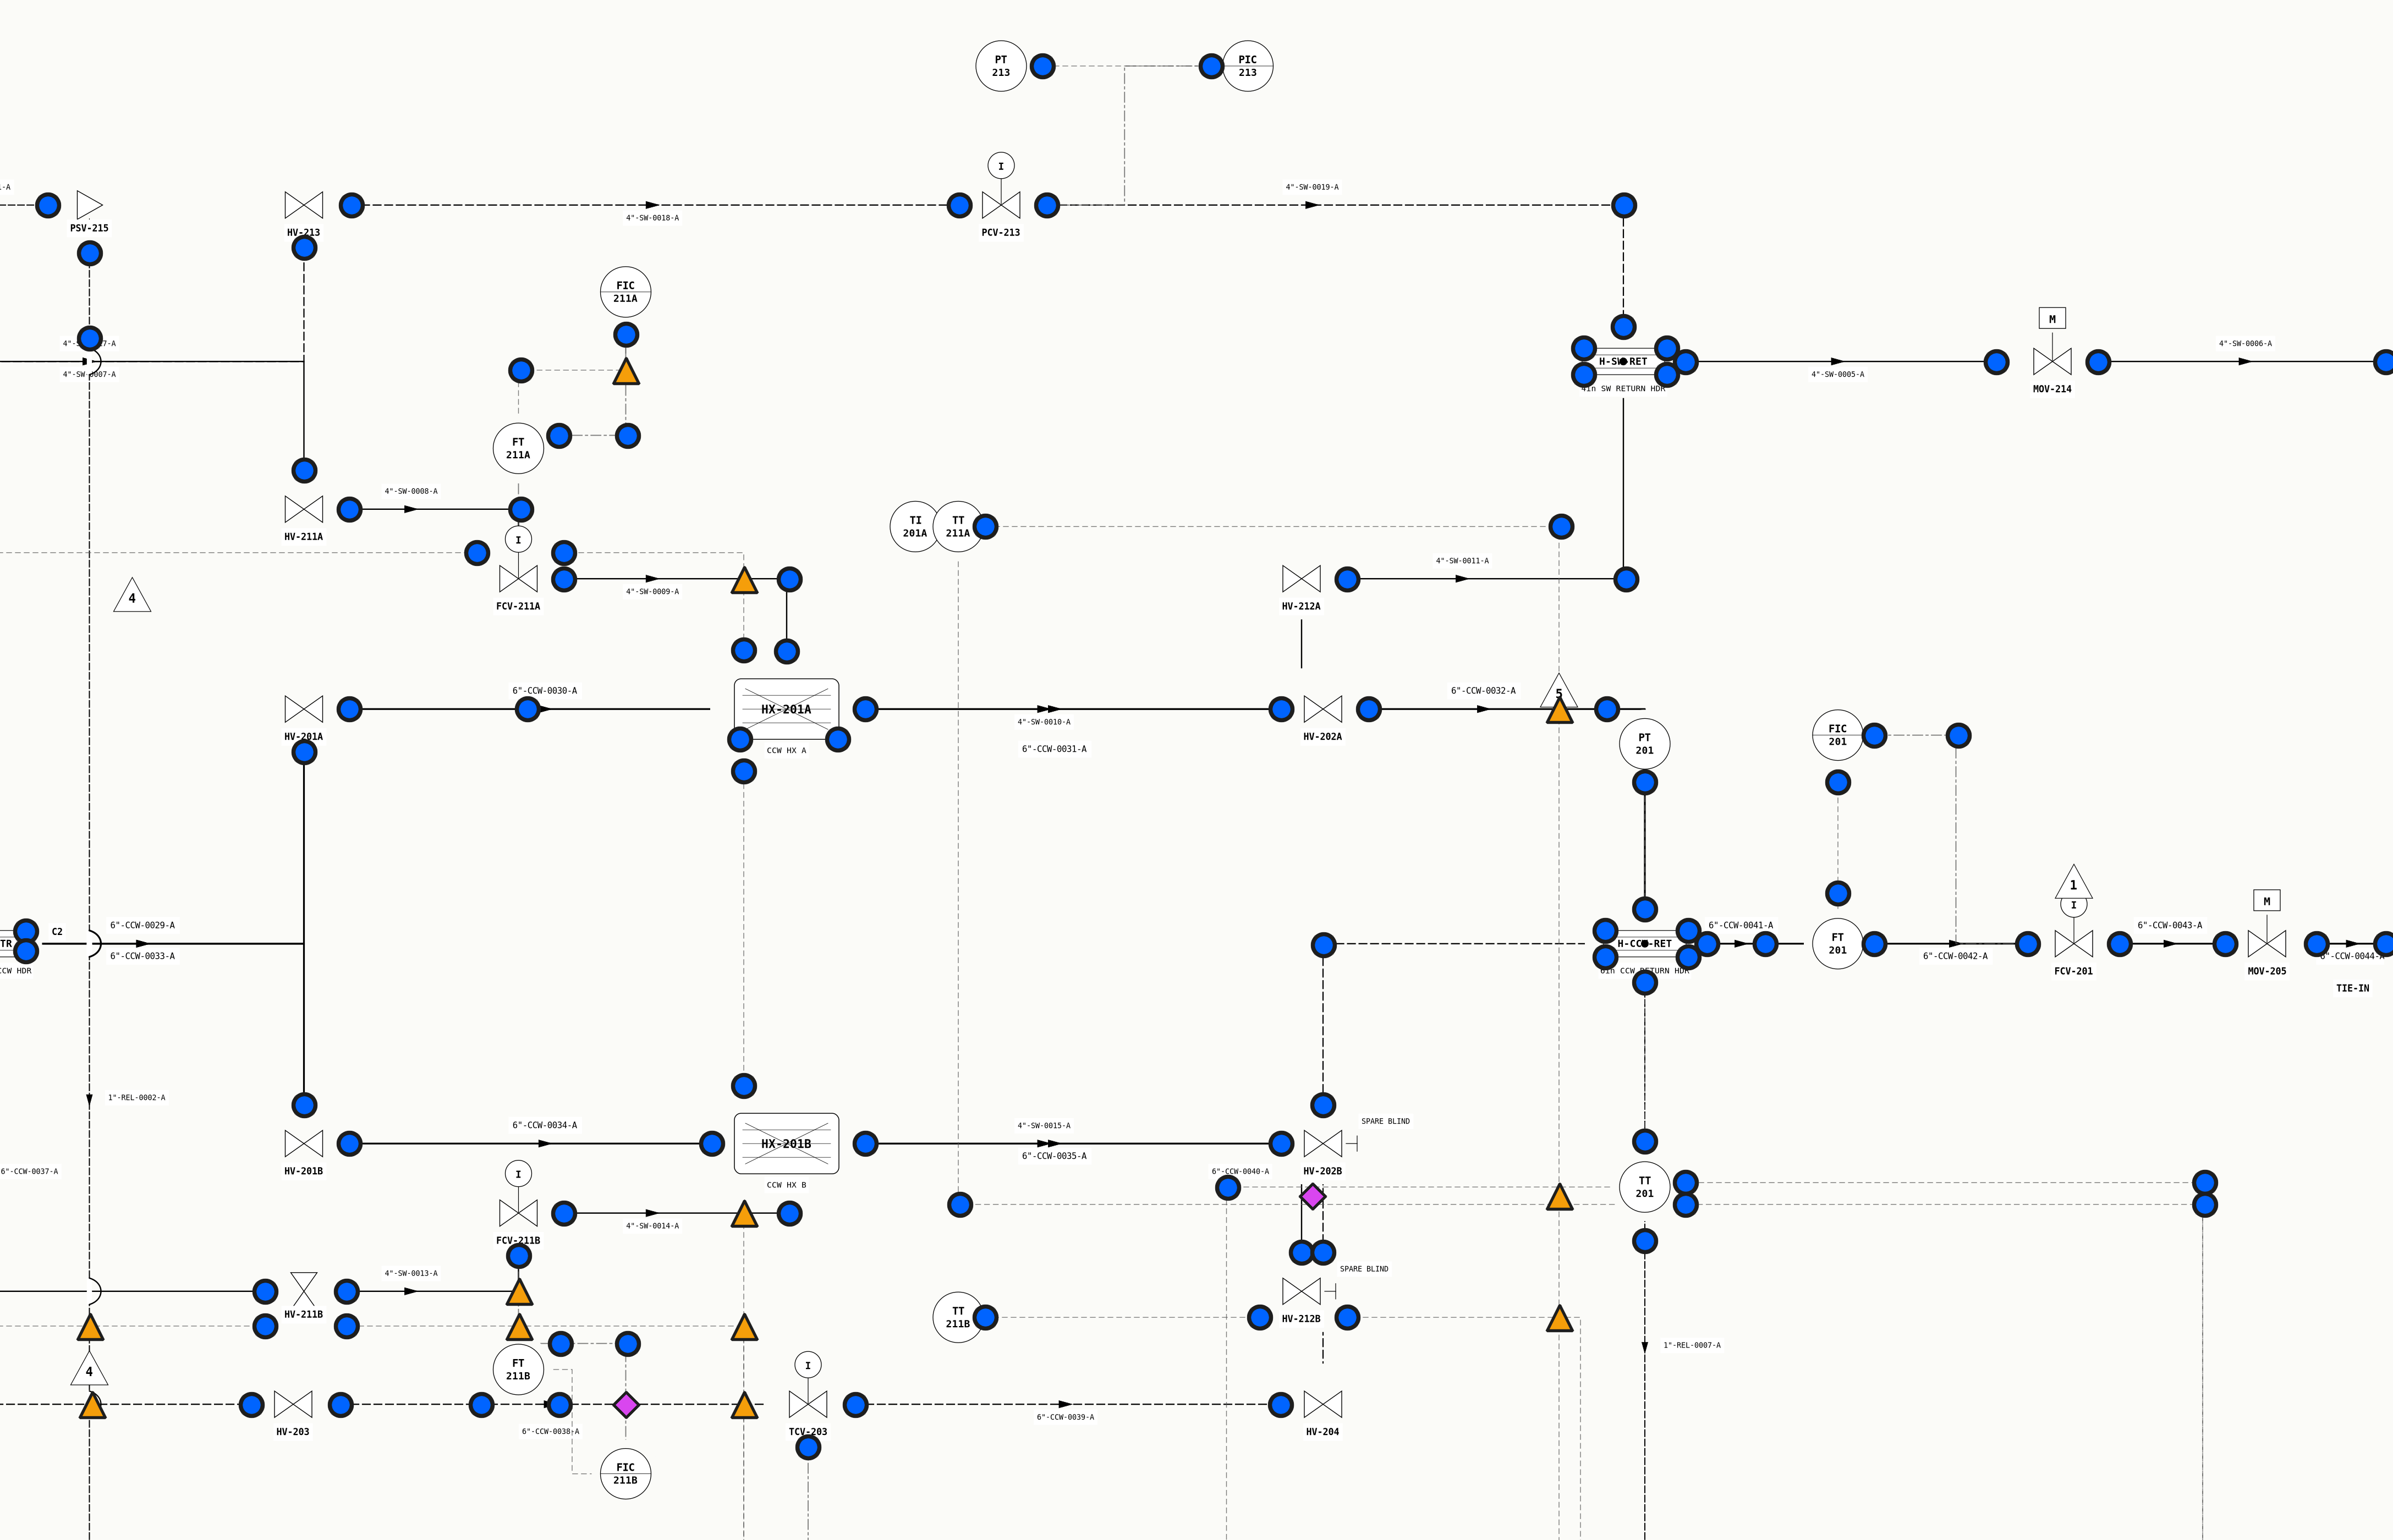 PT
213
PIC
213
I
4"-SW-0019-A
PSV-215
HV-213
4"-SW-0018-A
PCV-213
FIC
211A
M
4"-SW-0007-A
H-SW-RET
4in SW RETURN HDR
4"-SW-0005-A
MOV-214
4"-SW-0006-A
FT
211A
4"-SW-0008-A
HV-211A
I
FCV-211A
4"-SW-0009-A
TI
201A
TT
211A
4"-SW-0011-A
HV-212A
4
5
6"-CCW-0030-A
HV-201A
HX-201A
CCW HX A
4"-SW-0010-A
6"-CCW-0031-A
HV-202A
6"-CCW-0032-A
PT
201
FIC
201
C2
6"-CCW-0029-A
6"-CCW-0033-A
CCW HDR
6"-CCW-0041-A
6in CCW RETURN HDR
FT
201
6"-CCW-0042-A
1
I
FCV-201
6"-CCW-0043-A
M
MOV-205
6"-CCW-0044-A
TIE-IN
1"-REL-0002-A
6"-CCW-0037-A
HV-201B
6"-CCW-0034-A
HX-201B
CCW HX B
4"-SW-0015-A
6"-CCW-0035-A
SPARE BLIND
HV-202B
6"-CCW-0040-A
TT
201
I
FCV-211B
4"-SW-0014-A
4"-SW-0013-A
HV-211B
SPARE BLIND
HV-212B
TT
211B
1"-REL-0007-A
4
FT
211B
HV-203
6"-CCW-0038-A
I
TCV-203
6"-CCW-0039-A
HV-204
FIC
211B